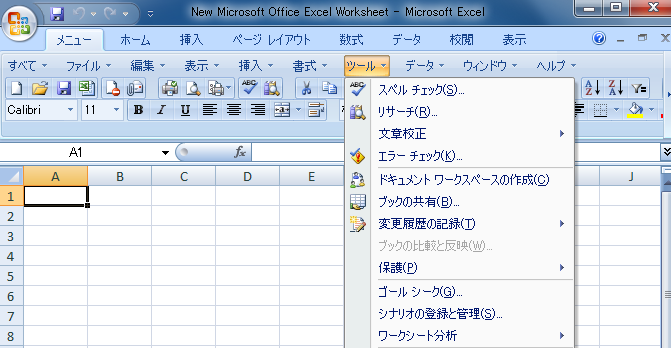 New Microsoft Office Excel Worksheet - Microsoft Excel
メニュー ホーム 挿入 ページ レイアウト 数式 データ 校閲 表示
すべて ファイル 編集 表示 挿入 書式 ツール データ ウィンドウ ヘルプ
ABC
Calibri 11 B I U
A1 fx
スペル チェック(S)...
リサーチ(R)...
文章校正
エラー チェック(K)...
ドキュメント ワークスペースの作成(C)
ブックの共有(B)...
変更履歴の記録(T)
ブックの比較と反映(W)...
保護(P)
ゴール シーク(G)...
シナリオの登録と管理(S)...
ワークシート分析
A B C D E J
1
2
3
4
5
6
7
8